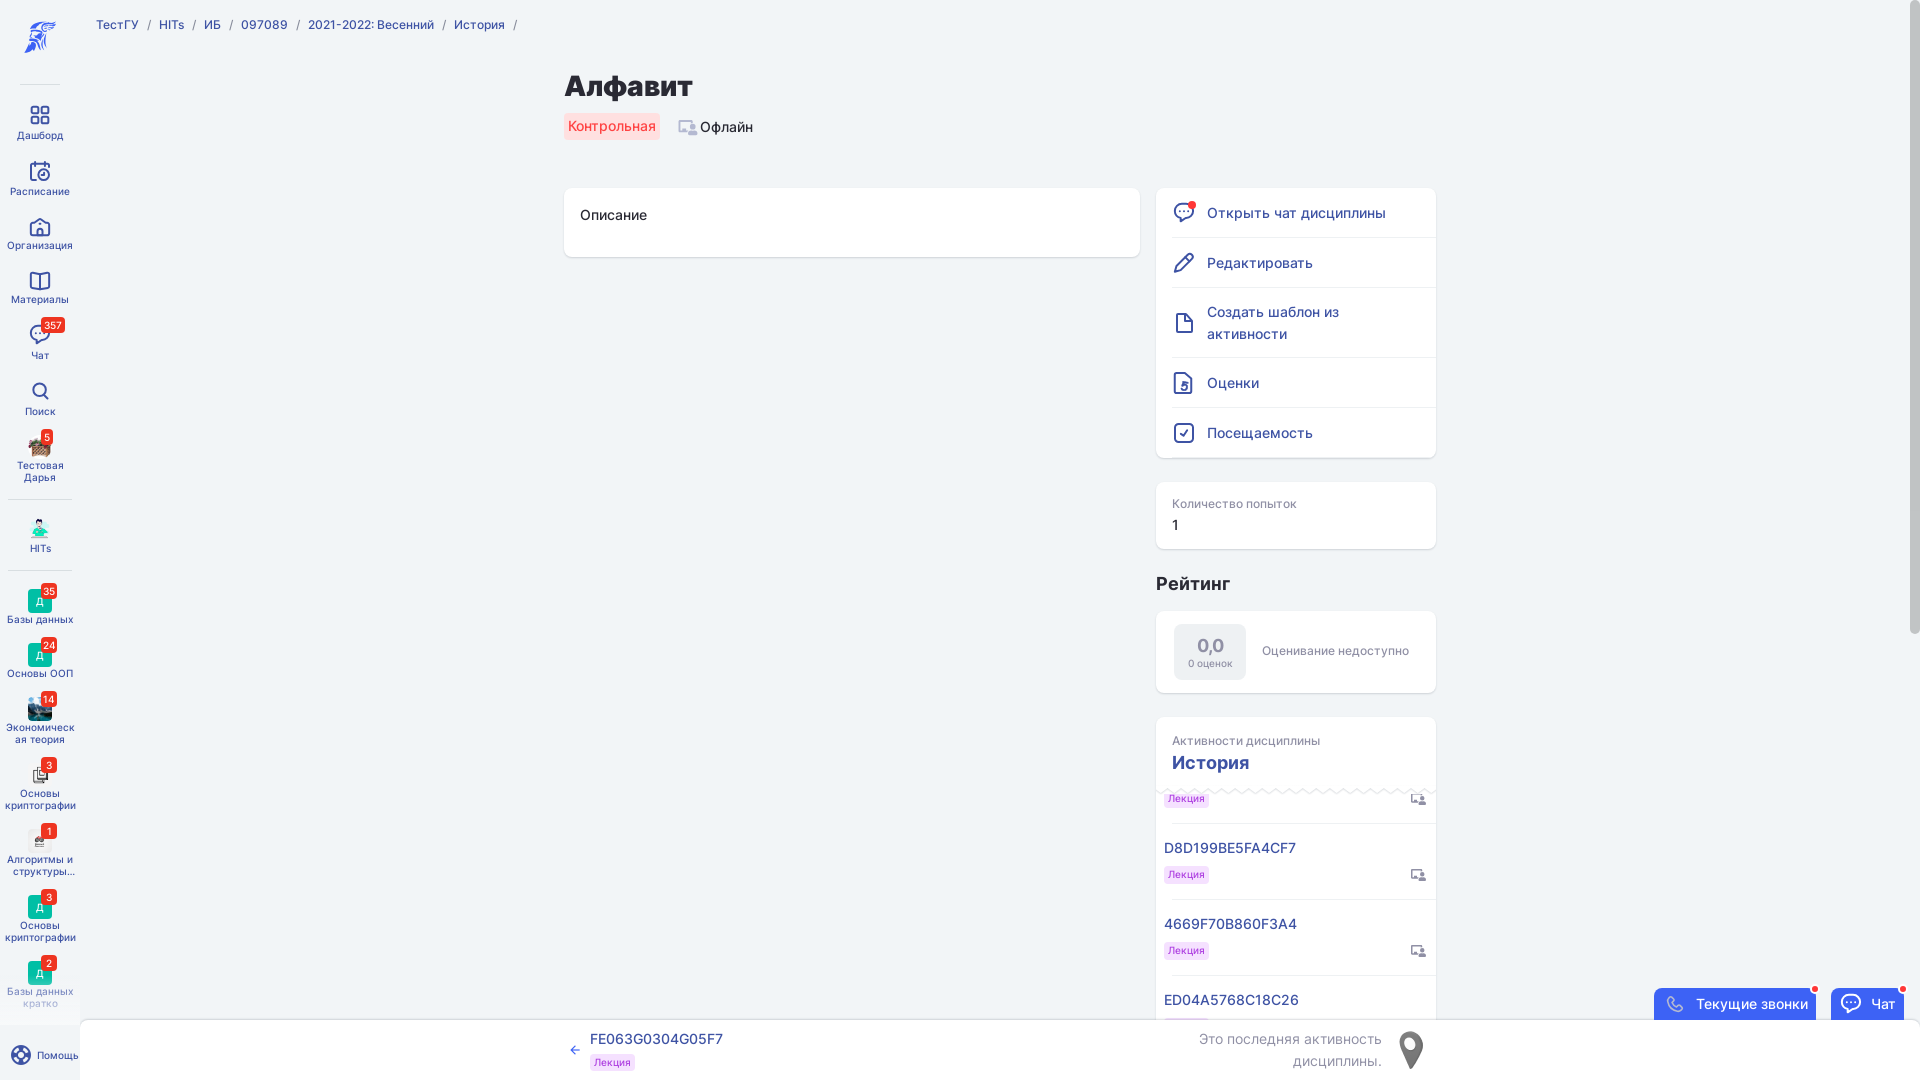 ТестГУ / HITs / ИБ / 097089 / 2021-2022: Весенний / История /
Алфавит
Контрольная
Офлайн
Дашборд
Расписание
Организация
Материалы
357
Чат
Поиск
5
Тестовая
Дарья
HITs
35
Д
Базы данных
24
Д
Основы ООП
14
Экономическ
ая теория
3
Основы
криптографии
1
Алгоритмы и
структуры...
3
Д
Основы
криптографии
2
Д
Базы данных
кратко
Помощь
Описание
Открыть чат дисциплины
Редактировать
Создать шаблон из
активности
Оценки
Посещаемость
Количество попыток
1
Рейтинг
0,0
0 оценок
Оценивание недоступно
Активности дисциплины
История
Лекция
D8D199BE5FA4CF7
Лекция
4669F70B860F3A4
Лекция
ED04A5768C18C26
Текущие звонки
Чат
FE063G0304G05F7
Лекция
Это последняя активность
дисциплины.